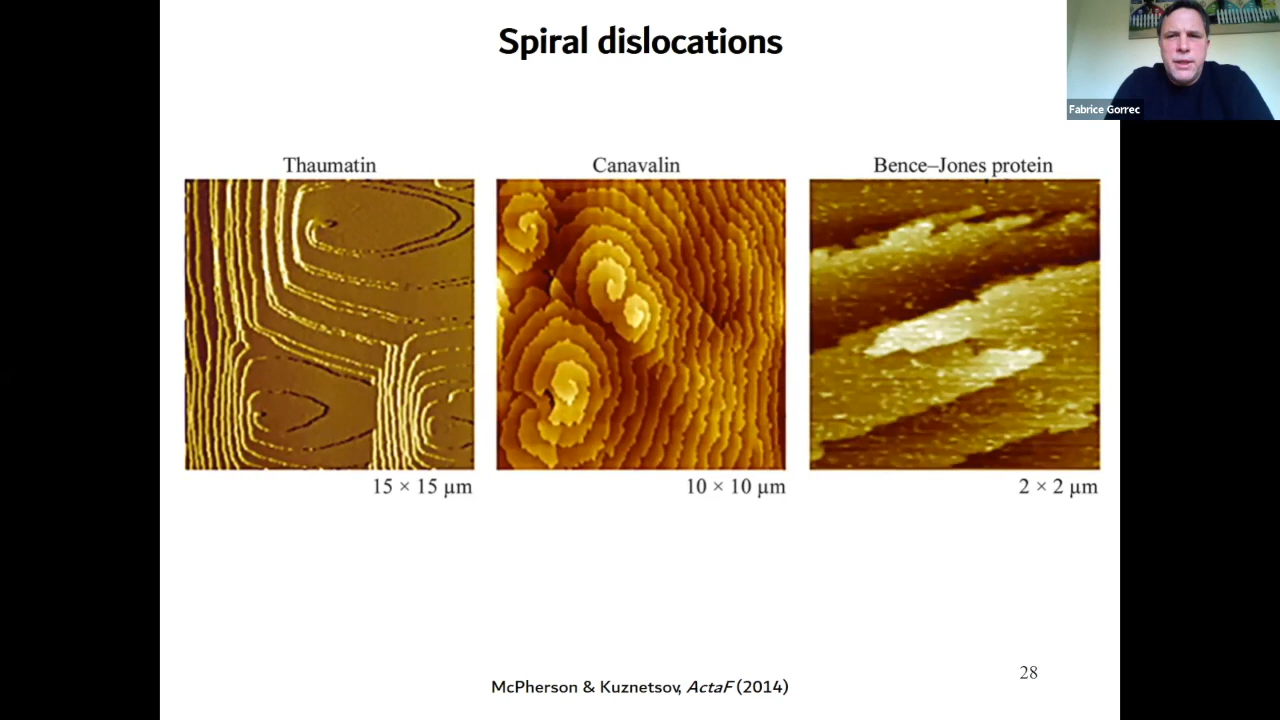 Spiral dislocations
Fabrice Gorrec
Thaumatin
Canavalin
Bence–Jones protein
15 × 15 µm
10 × 10 µm
2 × 2 µm
28
McPherson & Kuznetsov, ActaF (2014)